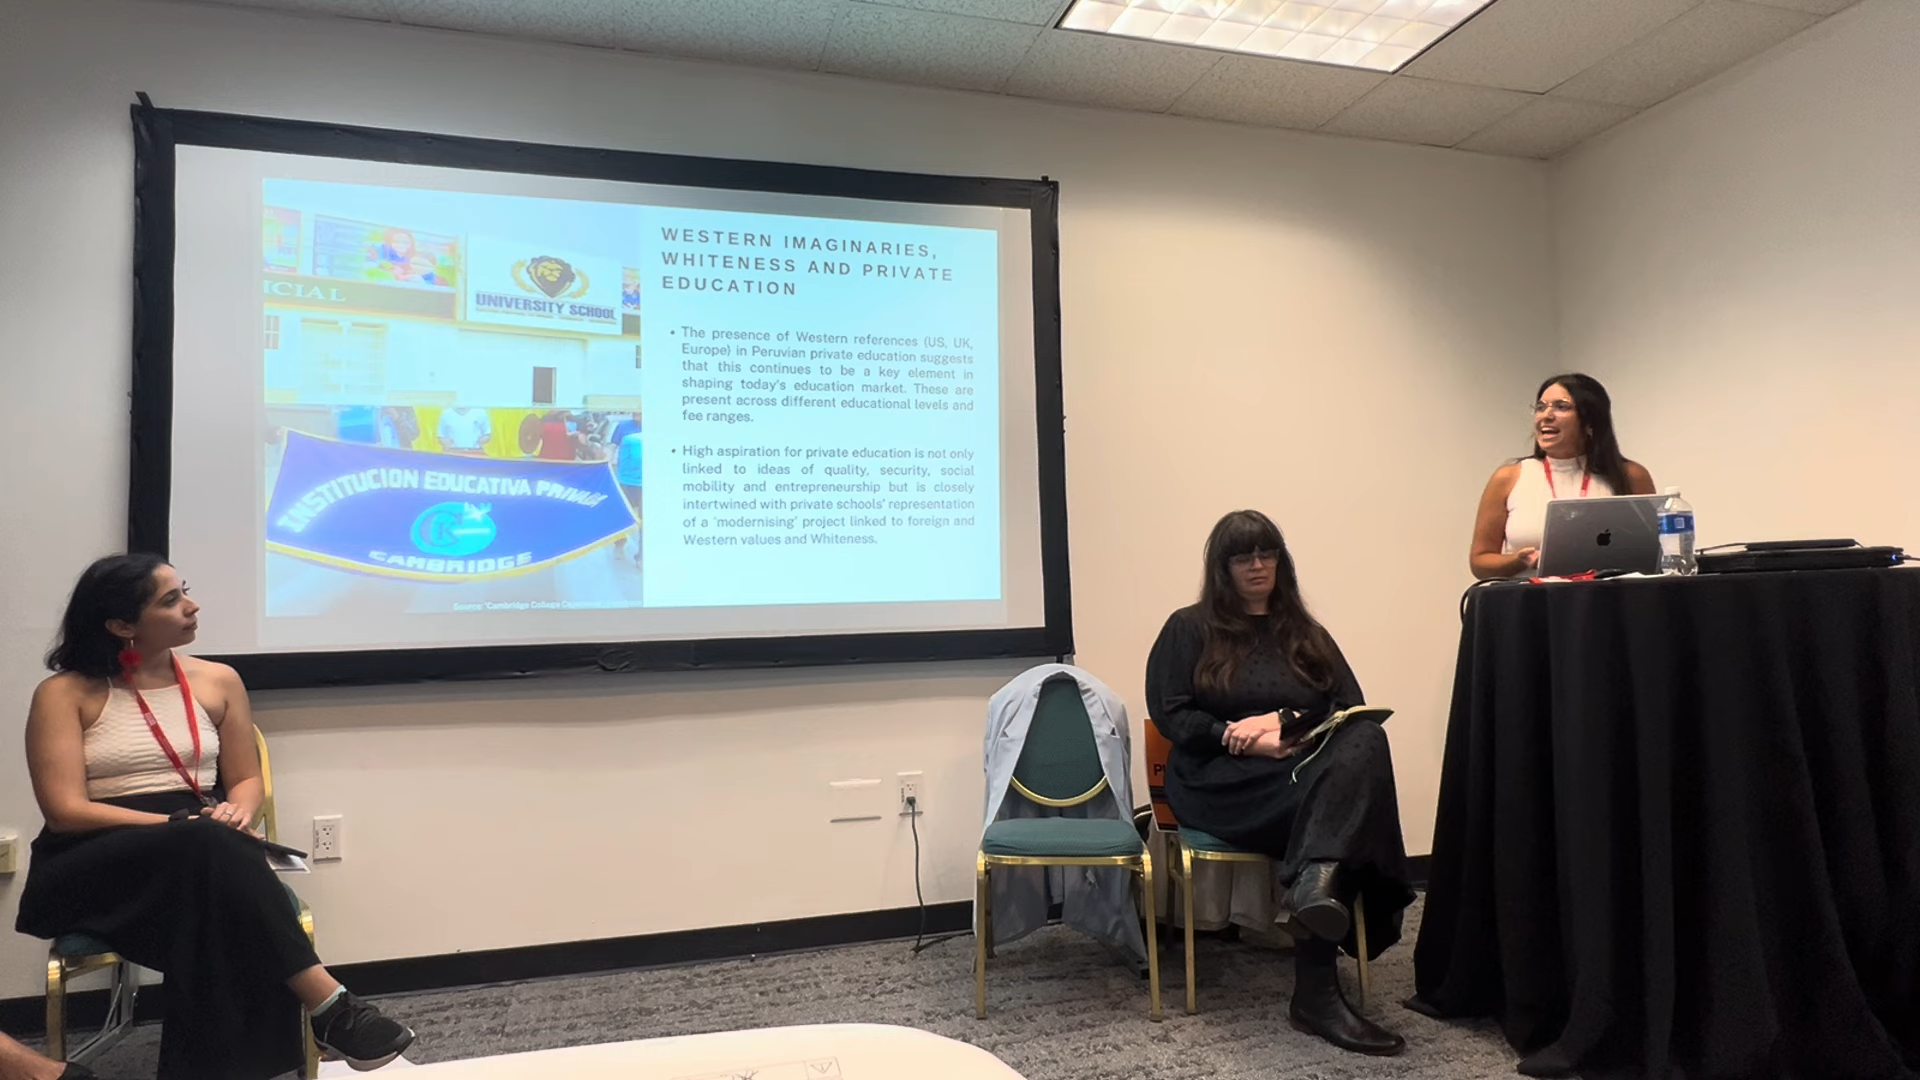 ICIAL
UNIVERSITY SCHOOL
INSTITUCION EDUCATIVA PRIVADA
CAMBRIDGE
WESTERN IMAGINARIES,
WHITENESS AND PRIVATE
EDUCATION
• The presence of Western references (US, UK,
Europe) in Peruvian private education suggests
that this continues to be a key element in
shaping today's education market. These are
present across different educational levels and
fee ranges.
• High aspiration for private education is not only
linked to ideas of quality, security, social
mobility and entrepreneurship but is closely
intertwined with private schools' representation
of a 'modernising' project linked to foreign and
Western values and Whiteness.
Source: 'Cambridge College